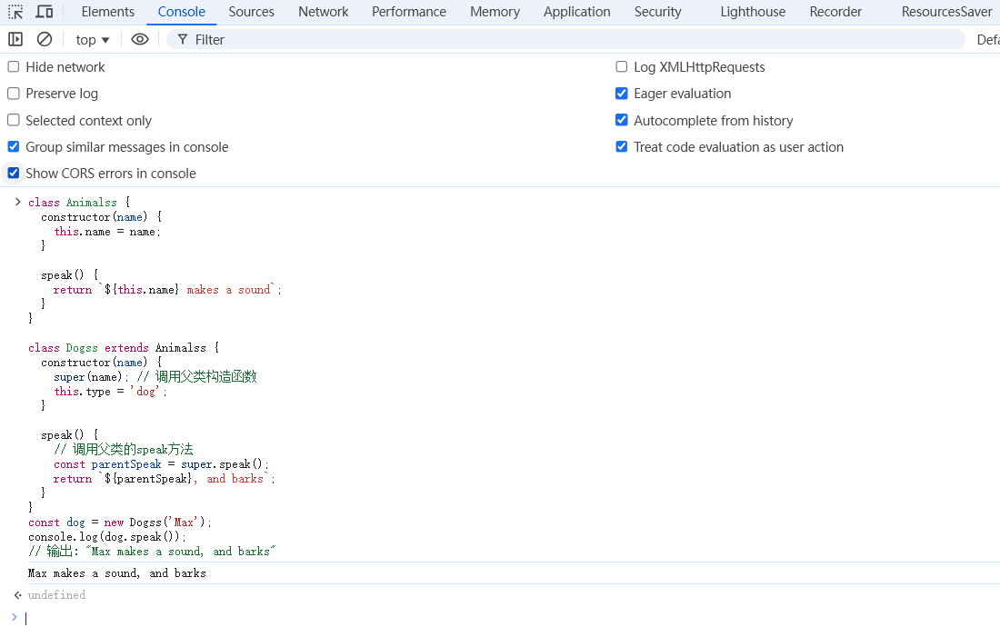 Elements Console Sources Network Performance Memory Application Security Lighthouse Recorder ResourcesSaver
top Filter Defa
Hide network Log XMLHttpRequests
Preserve log Eager evaluation
Selected context only Autocomplete from history
Group similar messages in console Treat code evaluation as user action
Show CORS errors in console
class Animalss {
constructor(name) {
this.name = name;
}
speak() {
return `${this.name} makes a sound`;
}
}
class Dogss extends Animalss {
constructor(name) {
super(name); // 调用父类构造函数
this.type = 'dog';
}
speak() {
// 调用父类的speak方法
const parentSpeak = super.speak();
return `${parentSpeak}, and barks`;
}
}
const dog = new Dogss('Max');
console.log(dog.speak());
// 输出: "Max makes a sound, and barks"
Max makes a sound, and barks
undefined